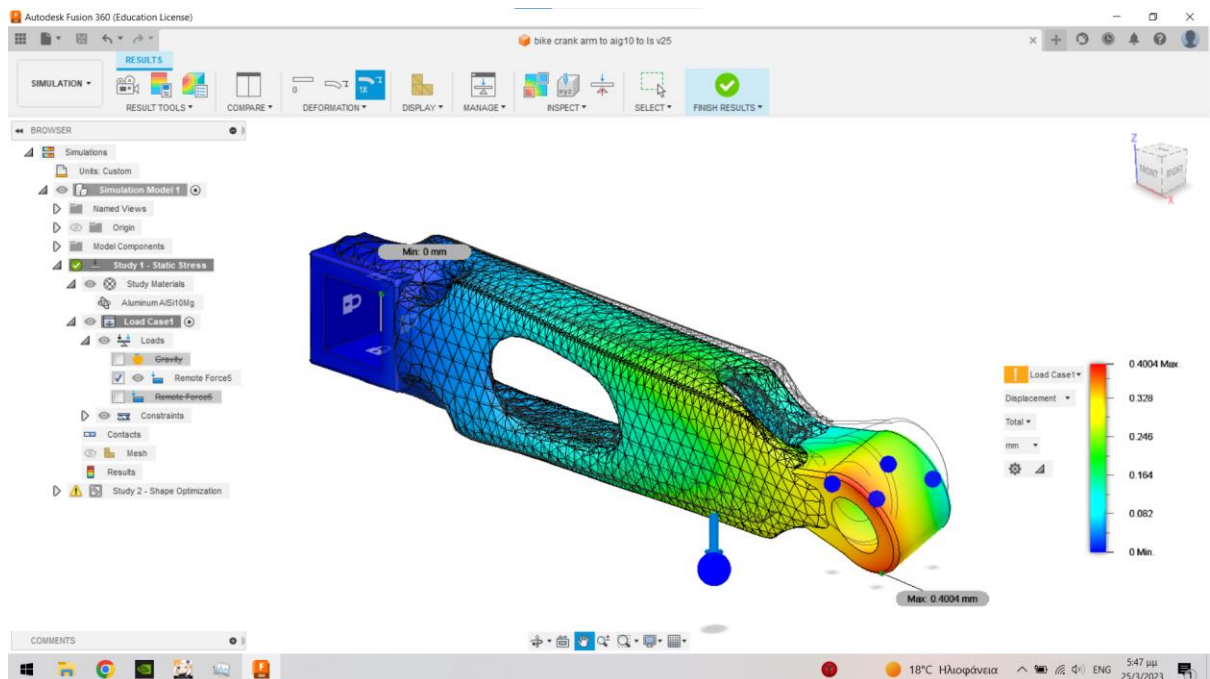 Autodesk Fusion 360 (Education License)
bike crank arm to aig10 to ls v25
RESULTS
SIMULATION
RESULT TOOLS
COMPARE
DEFORMATION
DISPLAY
MANAGE
INSPECT
SELECT
FINISH RESULTS
BROWSER
Simulations
Units: Custom
Simulation Model 1
Named Views
Origin
Model Components
Study 1 - Static Stress
Study Materials
Aluminum AlSi10Mg
Load Case1
Loads
Gravity
Remote Force5
Remote Force6
Constraints
Contacts
Mesh
Results
Study 2 - Shape Optimization
Min: 0 mm
Max: 0.4004 mm
Z
FRONT
RIGHT
X
Load Case1
Displacement
Total
mm
0.4004 Max.
0.328
0.246
0.164
0.082
0 Min.
COMMENTS
18°C Ηλιοφάνεια
ENG
5:47 μμ
25/3/2023